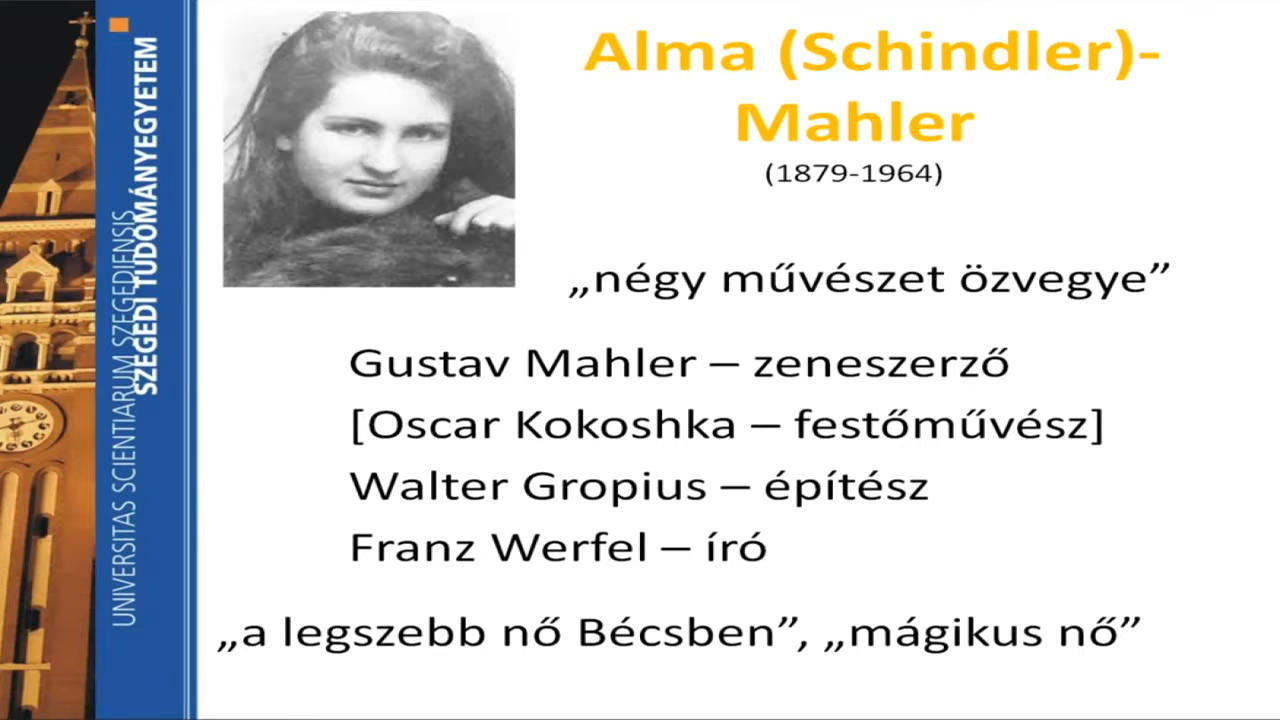 UNIVERSITAS SCIENTIARUM SZEGEDIENSIS
SZEGEDI TUDOMÁNYEGYETEM
Alma (Schindler)-
Mahler
(1879-1964)
„négy művészet özvegye”
Gustav Mahler – zeneszerző
[Oscar Kokoshka – festőművész]
Walter Gropius – építész
Franz Werfel – író
„a legszebb nő Bécsben”, „mágikus nő”